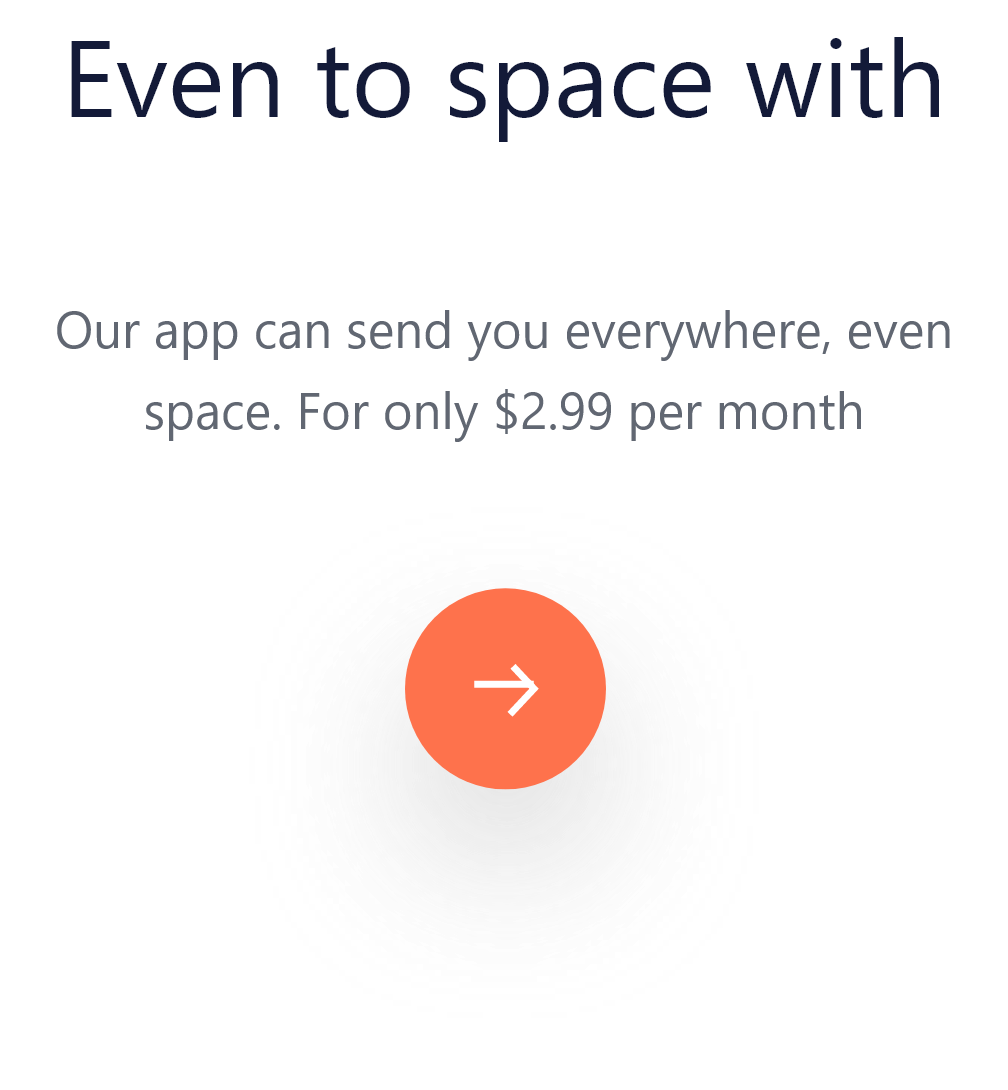 Even to space with
Our app can send you everywhere, even
space. For only $2.99 per month